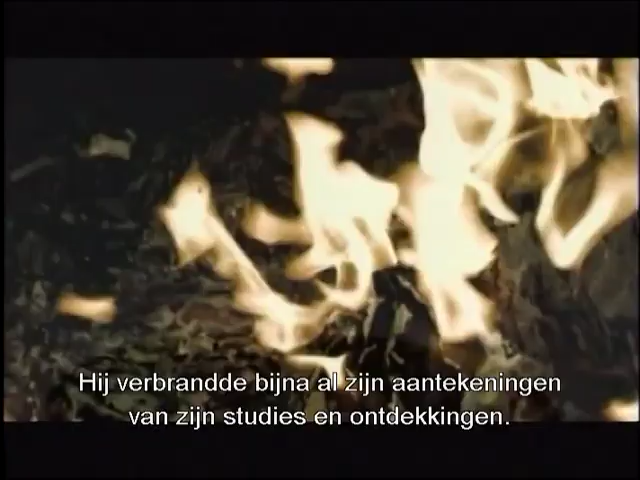 Hij verbrandde bijna al zijn aantekeningen
van zijn studies en ontdekkingen.